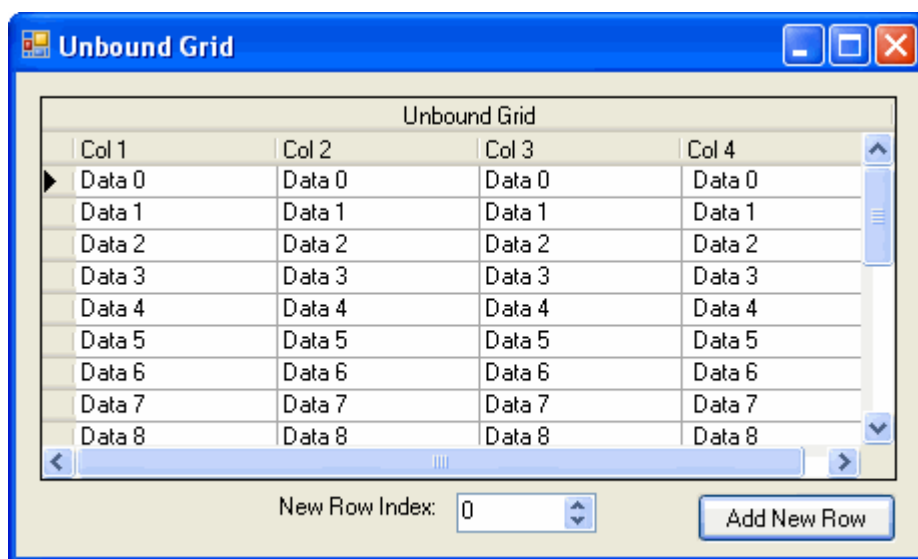 Unbound Grid
Unbound Grid
Col 1 Col 2 Col 3 Col 4
Data 0 Data 0 Data 0 Data 0
Data 1 Data 1 Data 1 Data 1
Data 2 Data 2 Data 2 Data 2
Data 3 Data 3 Data 3 Data 3
Data 4 Data 4 Data 4 Data 4
Data 5 Data 5 Data 5 Data 5
Data 6 Data 6 Data 6 Data 6
Data 7 Data 7 Data 7 Data 7
Data 8 Data 8 Data 8 Data 8
New Row Index: 0 Add New Row